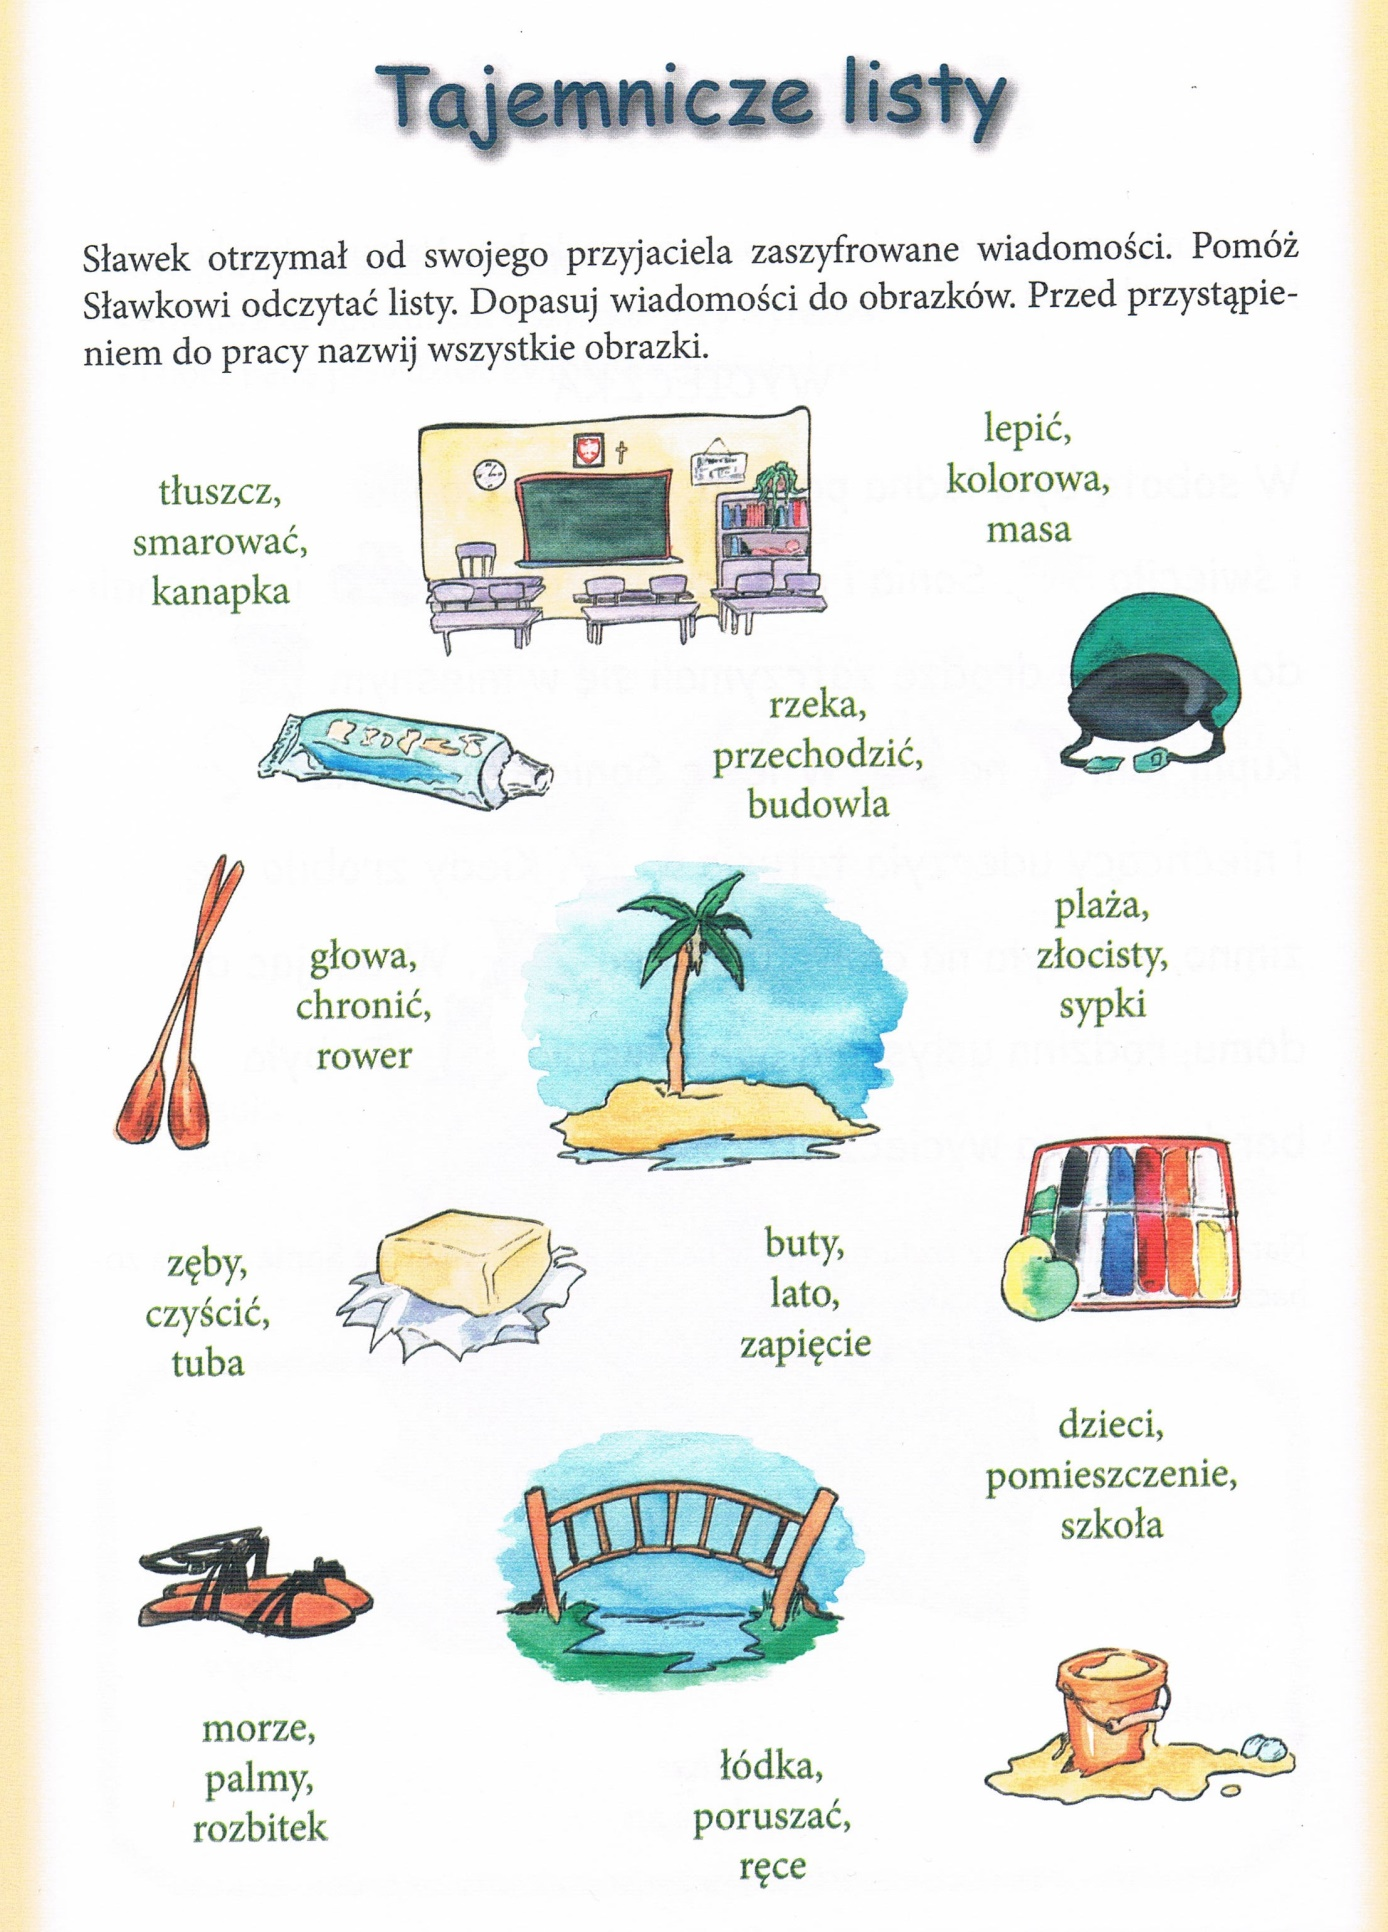 Tajemnicze listy
Sławek otrzymał od swojego przyjaciela zaszyfrowane wiadomości. Pomóż
Sławkowi odczytać listy. Dopasuj wiadomości do obrazków. Przed przystąpie-
niem do pracy nazwij wszystkie obrazki.
tłuszcz,
smarować,
kanapka
lepić,
kolorowa,
masa
rzeka,
przechodzić,
budowla
głowa,
chronić,
rower
plaża,
złocisty,
sypki
zęby,
czyścić,
tuba
buty,
lato,
zapięcie
dzieci,
pomieszczenie,
szkoła
morze,
palmy,
rozbitek
łódka,
poruszać,
ręce